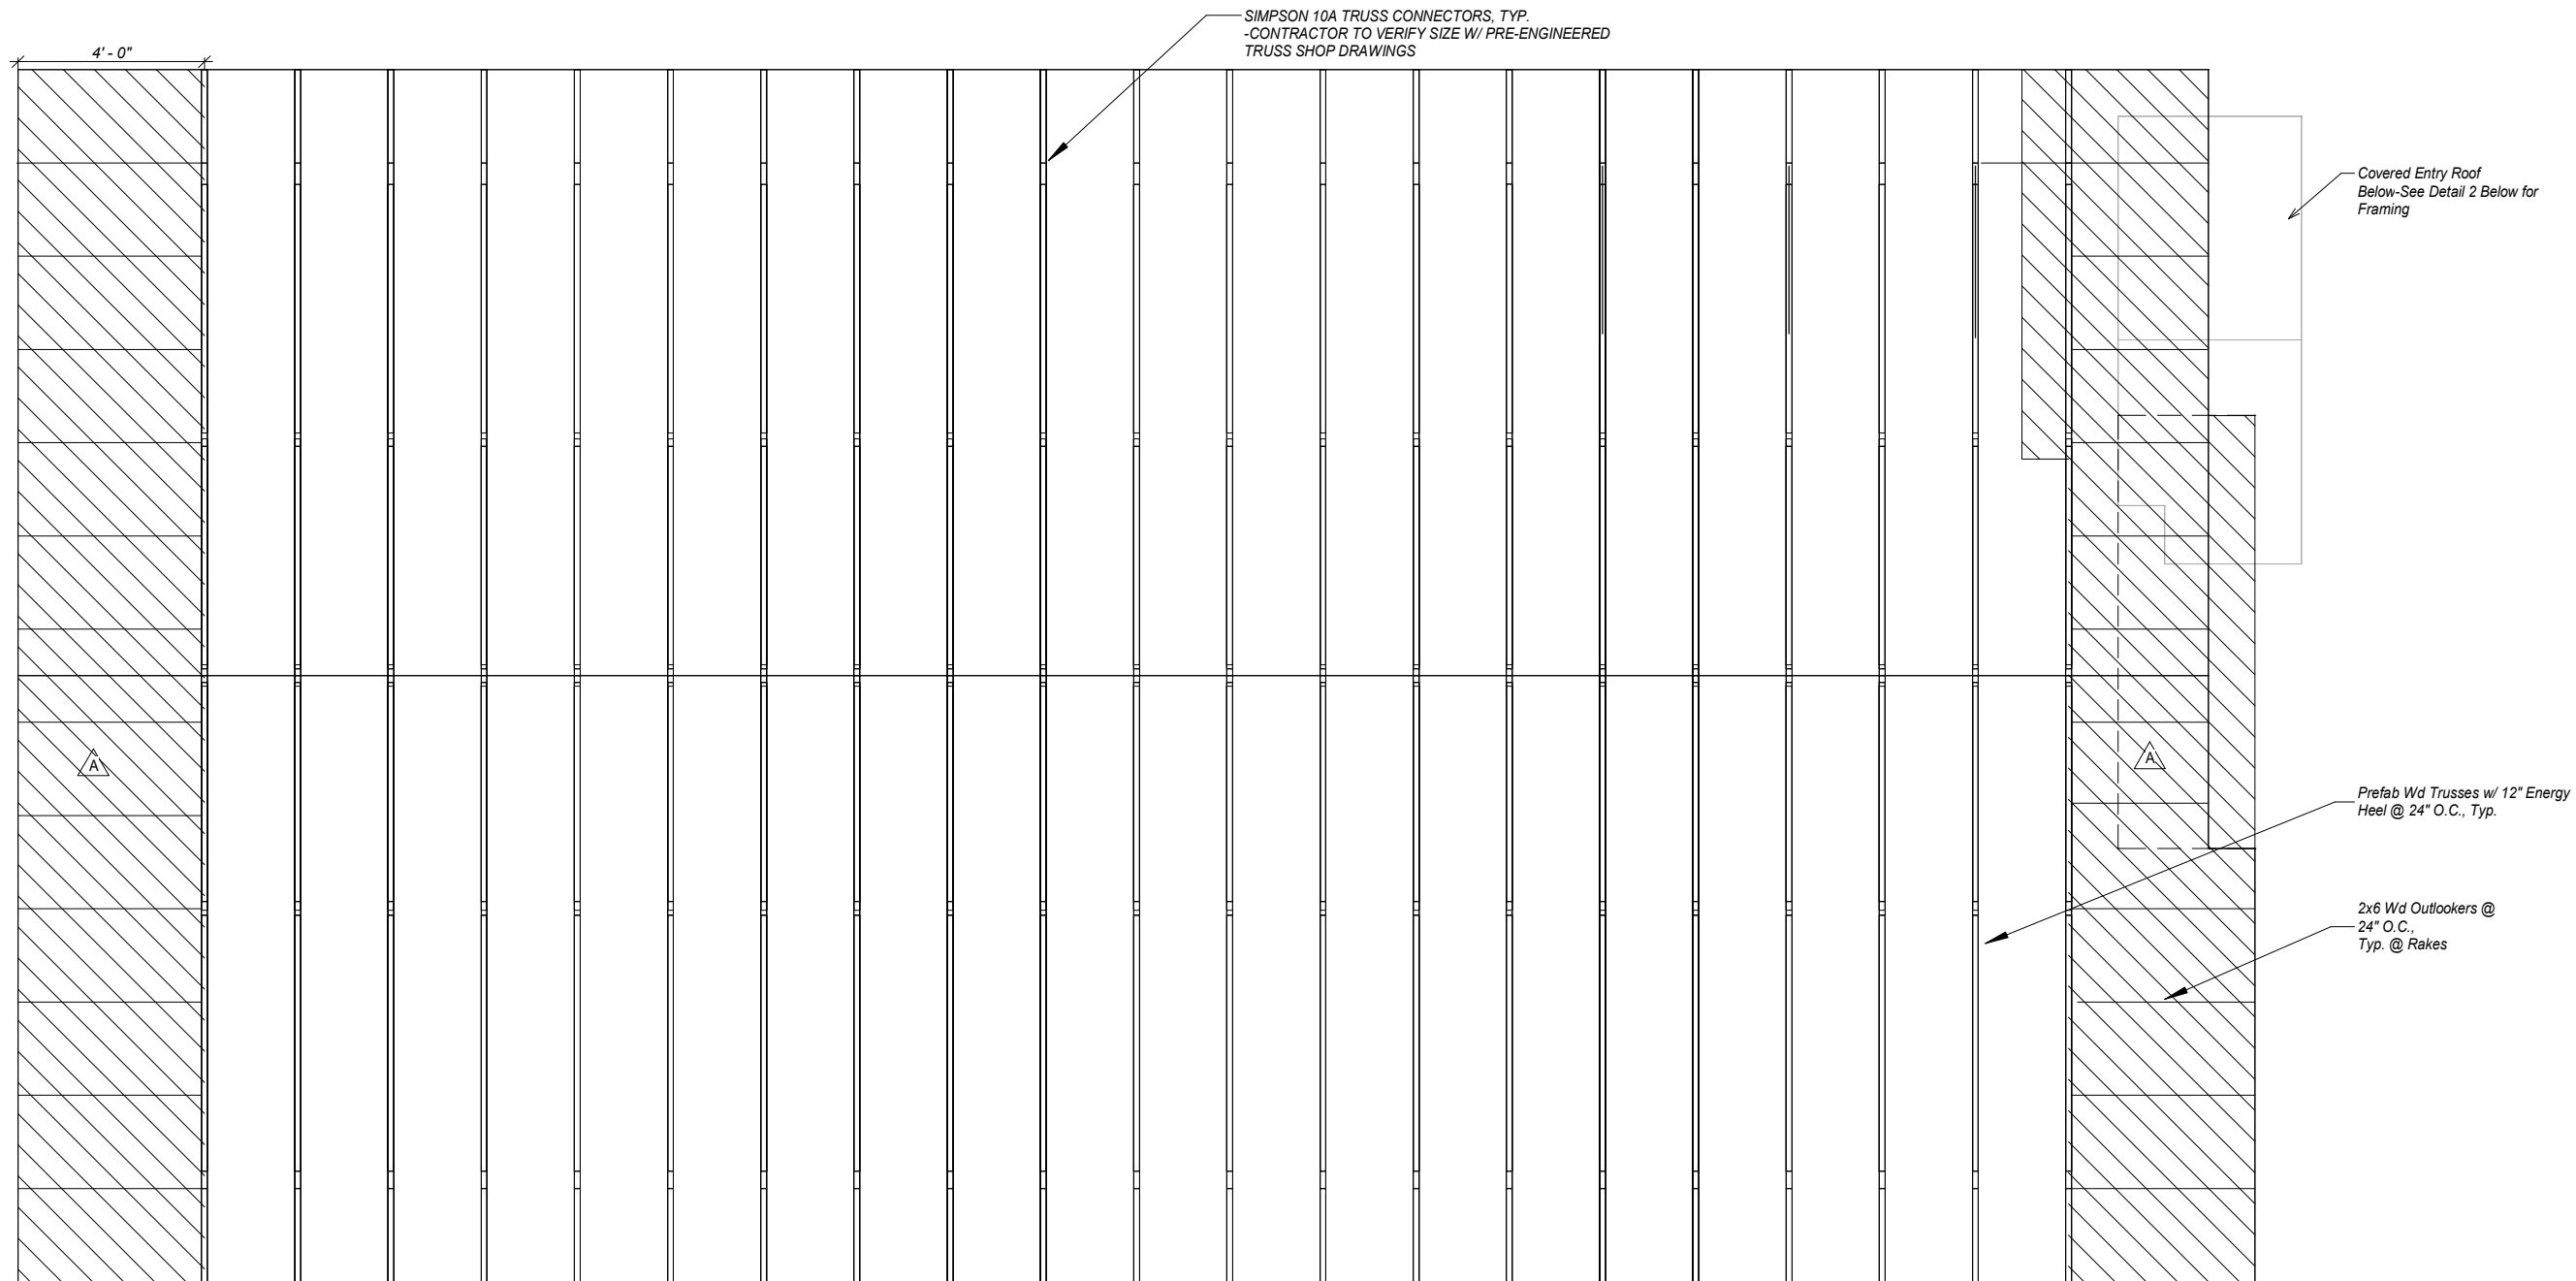 SIMPSON 10A TRUSS CONNECTORS, TYP.
-CONTRACTOR TO VERIFY SIZE W/ PRE-ENGINEERED
TRUSS SHOP DRAWINGS
4' - 0"
Covered Entry Roof
Below-See Detail 2 Below for
Framing
A
A
Prefab Wd Trusses w/ 12" Energy
Heel @ 24" O.C., Typ.
2x6 Wd Outlookers @
24" O.C.,
Typ. @ Rakes